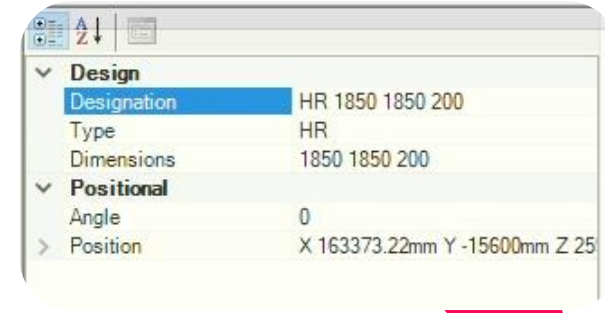 Design
Designation HR 1850 1850 200
Type HR
Dimensions 1850 1850 200
Positional
Angle 0
Position X 163373.22mm Y -15600mm Z 25